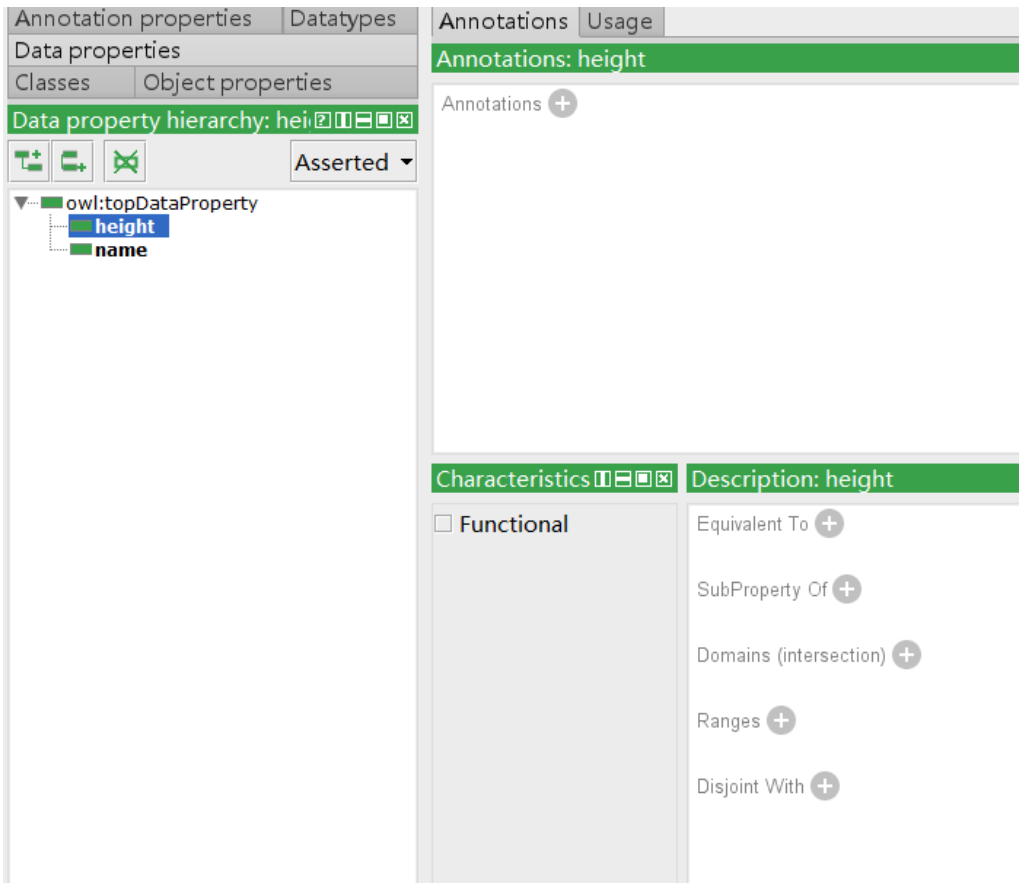 Annotation properties Datatypes
Data properties
Classes Object properties
Data property hierarchy: hei
Asserted
owl:topDataProperty
height
name
Annotations Usage
Annotations: height
Annotations
Characteristics
Functional
Description: height
Equivalent To
SubProperty Of
Domains (intersection)
Ranges
Disjoint With